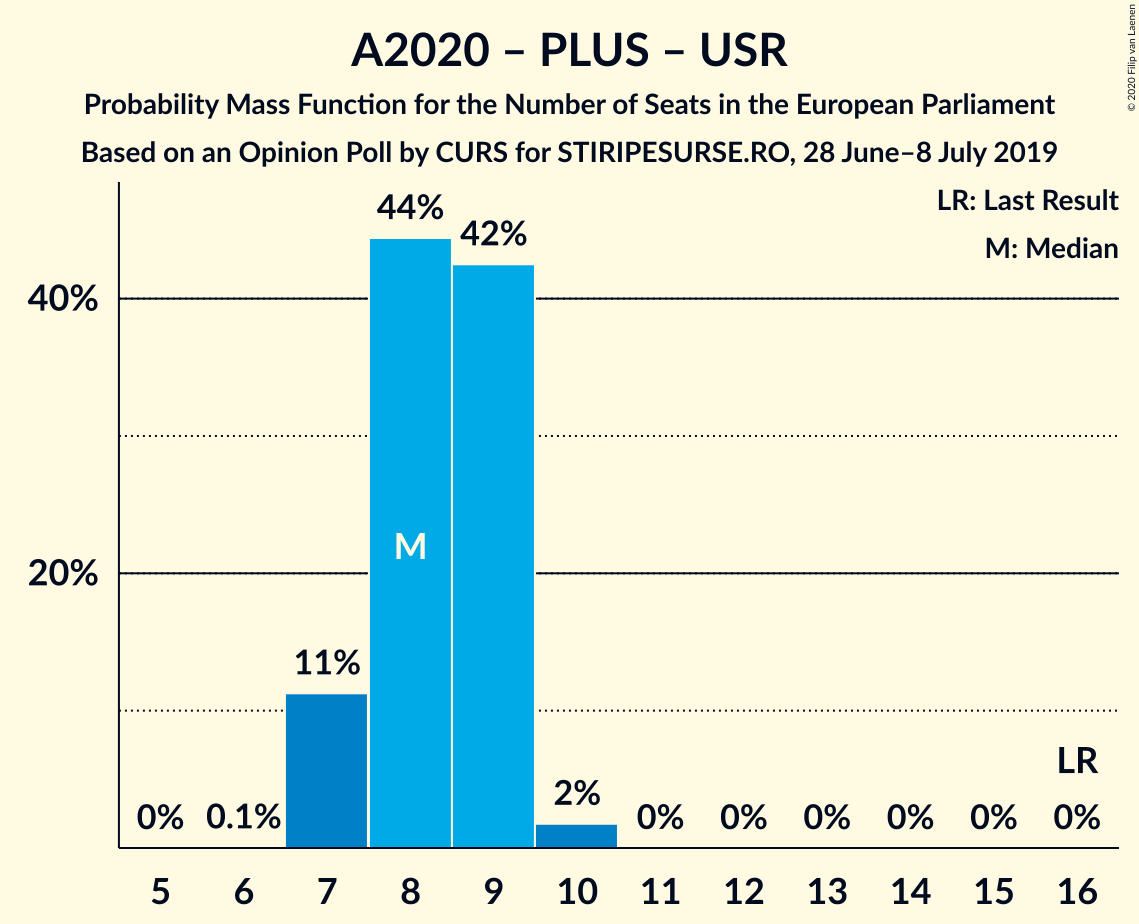 A2020 – PLUS – USR
Probability Mass Function for the Number of Seats in the European Parliament
Based on an Opinion Poll by CURS for STIRIPESURSE.RO, 28 June–8 July 2019
© 2020 Filip van Laenen
LR: Last Result
M: Median
44%
42%
40%
M
20%
11%
LR
2%
0% 0.1% 0% 0% 0% 0% 0% 0%
5 6 7 8 9 10 11 12 13 14 15 16